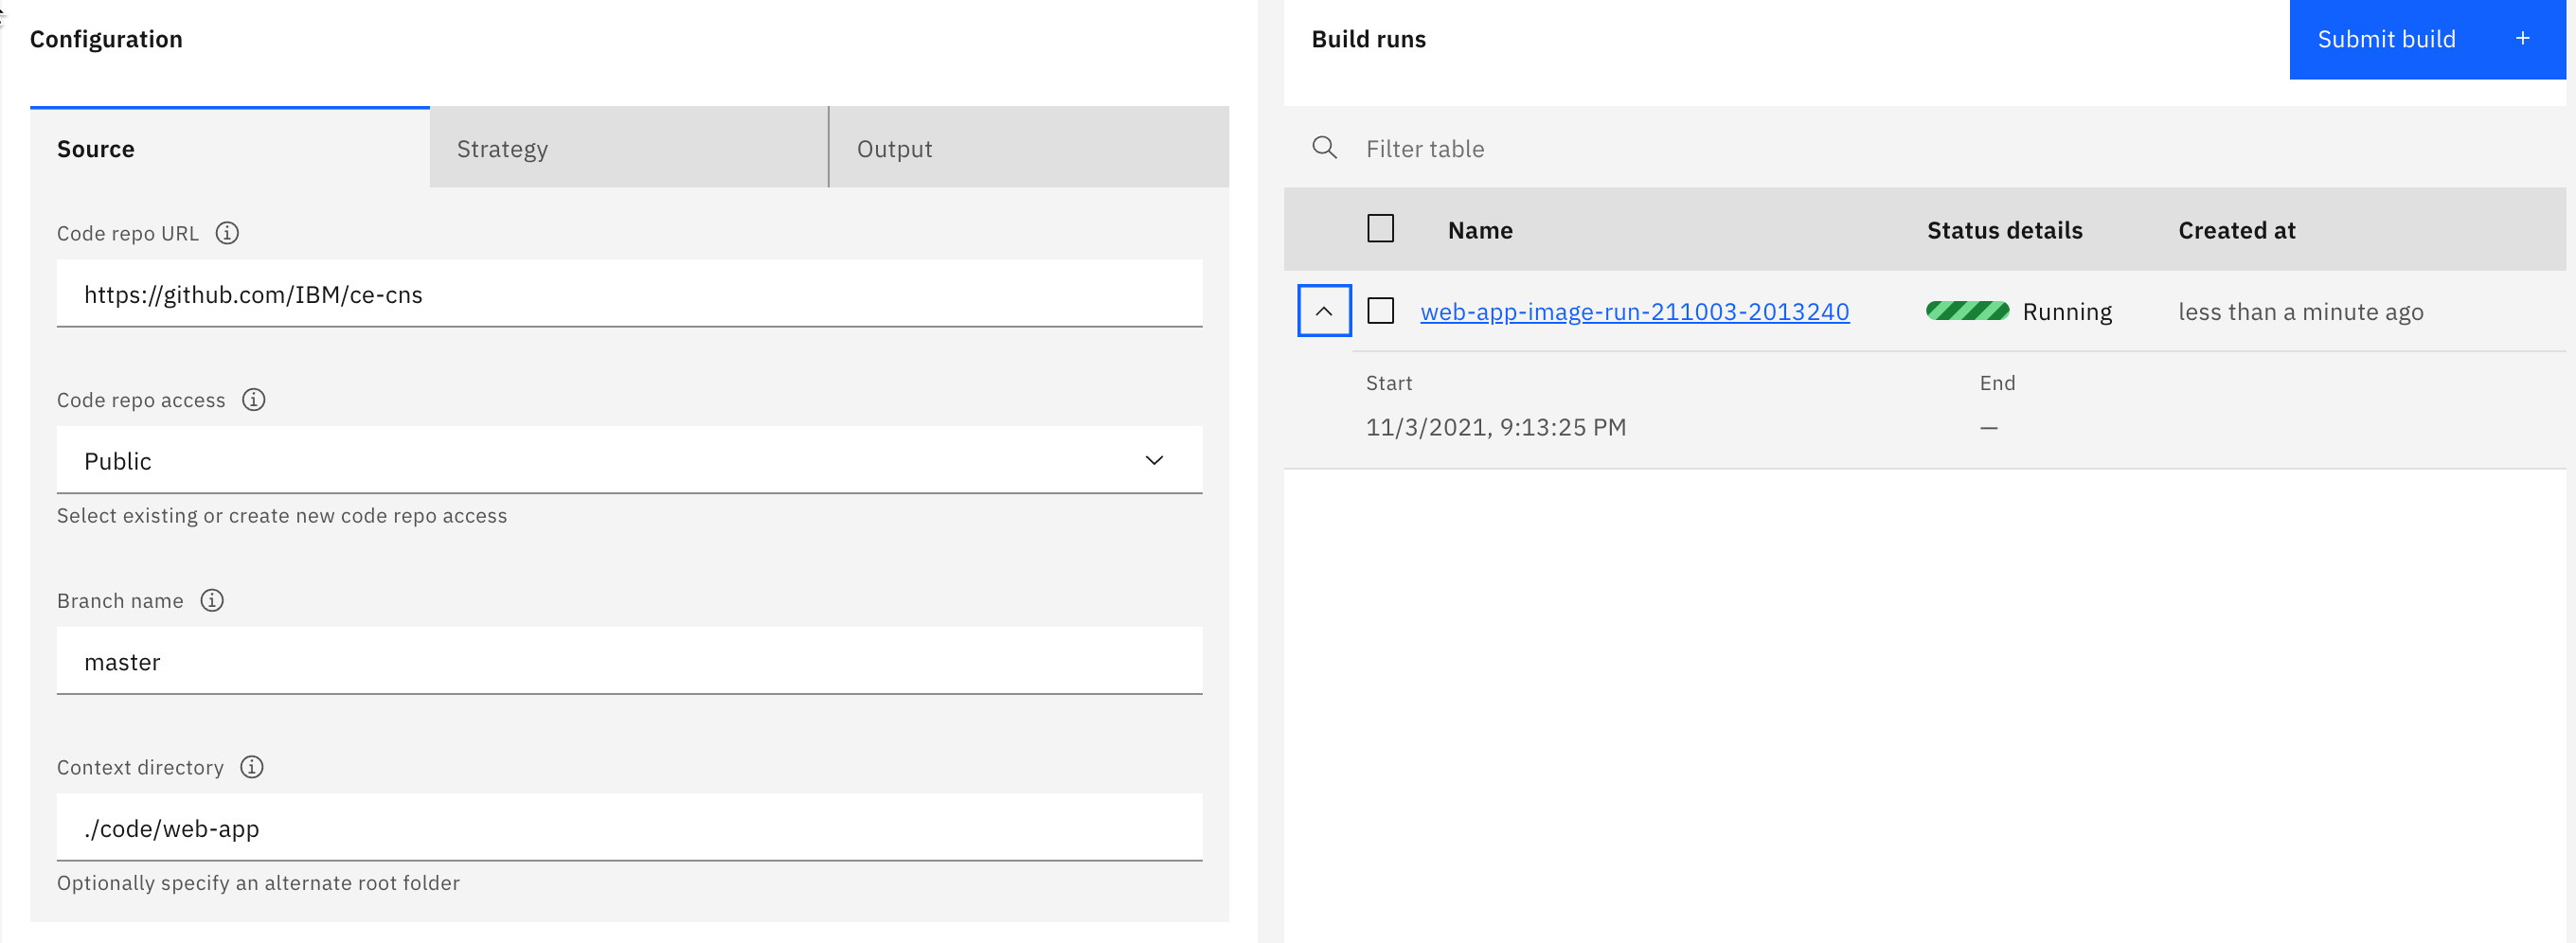 Configuration
Source
Strategy
Output
Code repo URL
https://github.com/IBM/ce-cns
Code repo access
Public
Select existing or create new code repo access
Branch name
master
Context directory
./code/web-app
Optionally specify an alternate root folder
Build runs
Submit build +
Filter table
Name Status details Created at
web-app-image-run-211003-2013240 Running less than a minute ago
Start End
11/3/2021, 9:13:25 PM —